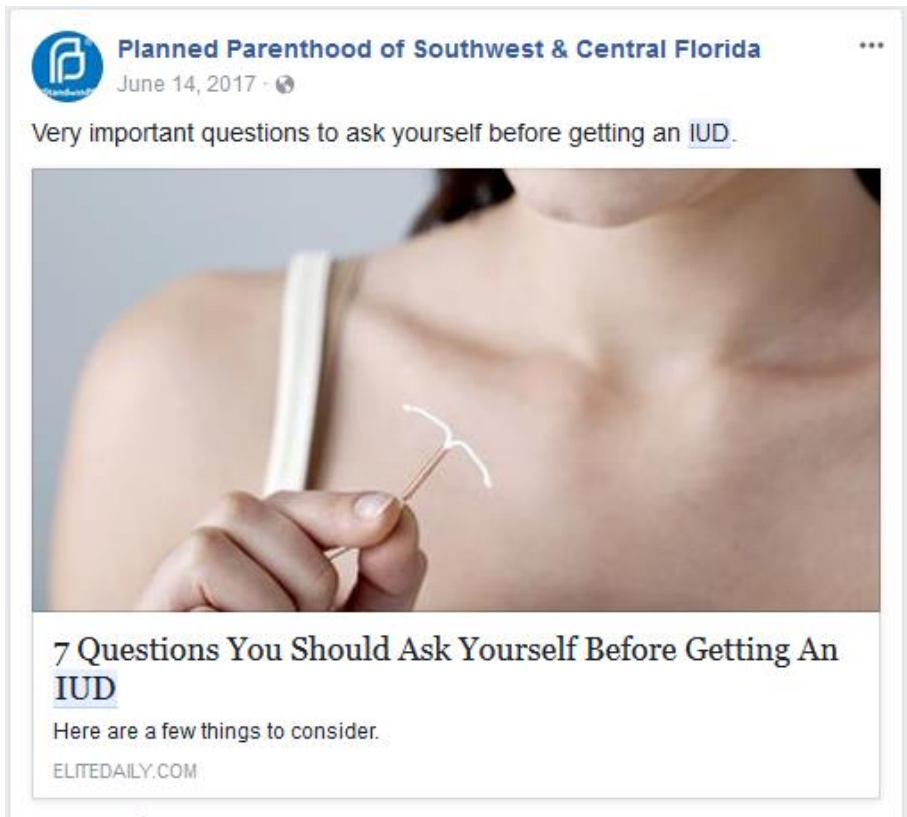 Planned Parenthood of Southwest & Central Florida
June 14, 2017 ·
Very important questions to ask yourself before getting an IUD.
7 Questions You Should Ask Yourself Before Getting An
IUD
Here are a few things to consider.
ELITEDAILY.COM